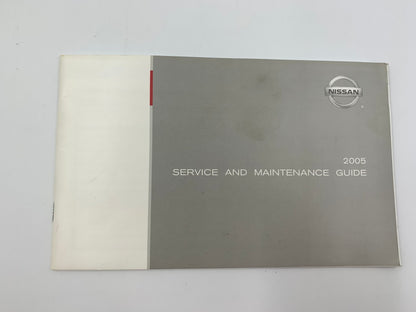 NISSAN
2005
SERVICE AND MAINTENANCE GUIDE